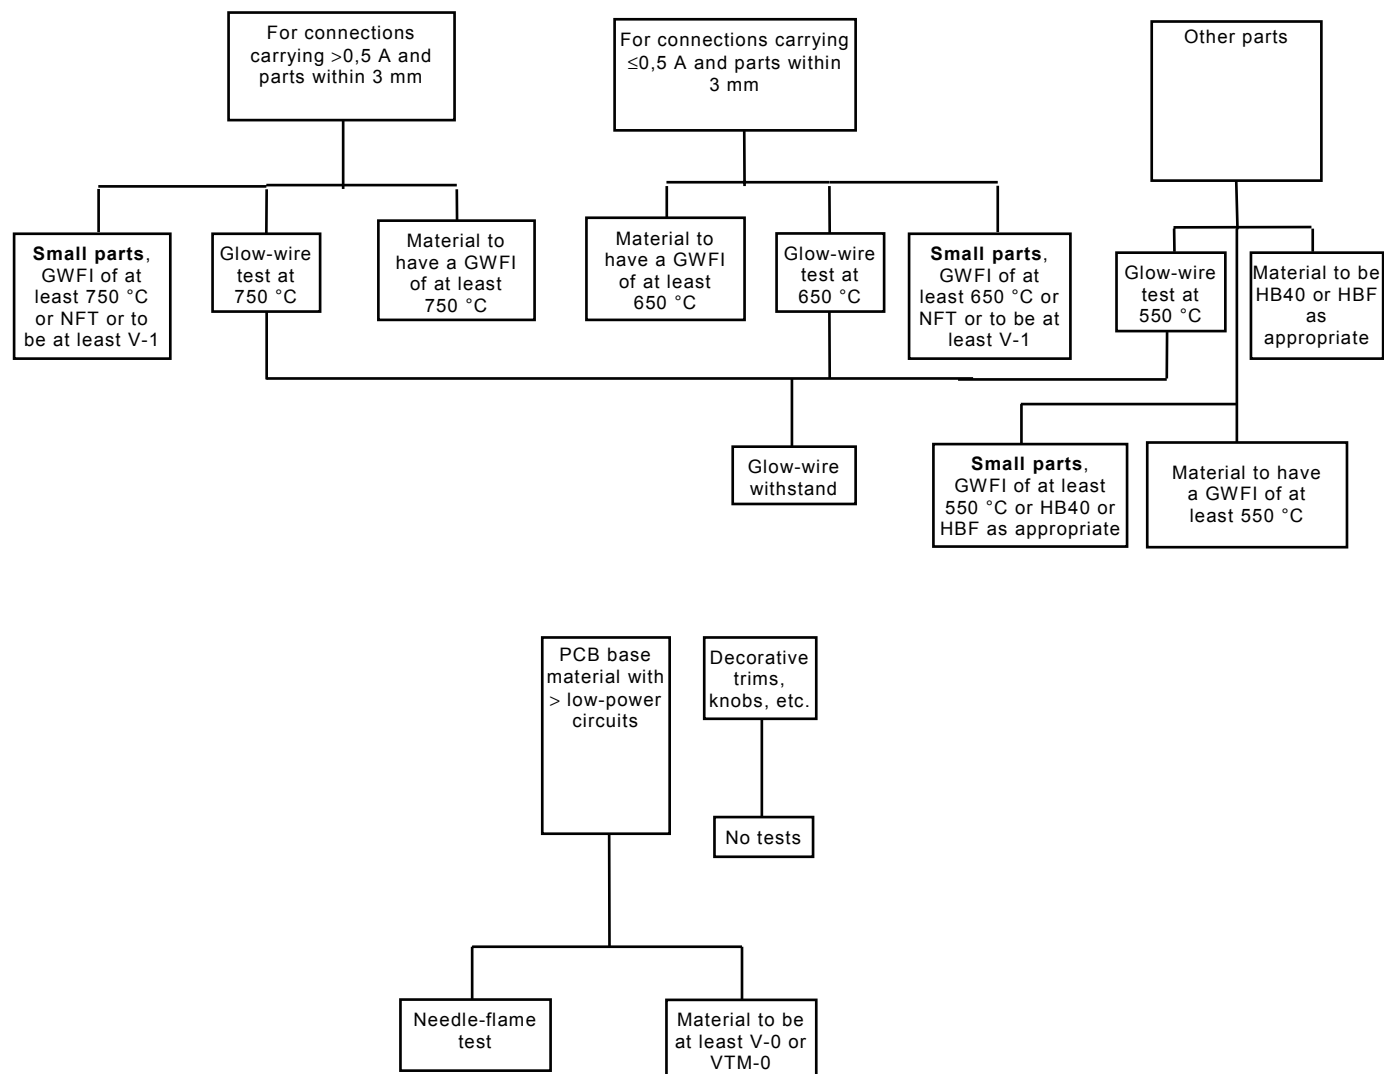 For connections
carrying >0,5 A and
parts within 3 mm
For connections carrying
≤0,5 A and parts within
3 mm
Other parts
Small parts,
GWFI of at
least 750 °C
or NFT or to
be at least V-1
Glow-wire
test at
750 °C
Material to
have a GWFI
of at least
750 °C
Material to
have a GWFI
of at least
650 °C
Glow-wire
test at
650 °C
Small parts,
GWFI of at
least 650 °C or
NFT or to be at
least V-1
Glow-wire
test at
550 °C
Material to be
HB40 or HBF
as
appropriate
Glow-wire
withstand
Small parts,
GWFI of at least
550 °C or HB40 or
HBF as appropriate
Material to have
a GWFI of at
least 550 °C
PCB base
material with
> low-power
circuits
Decorative
trims,
knobs, etc.
No tests
Needle-flame
test
Material to be
at least V-0 or
VTM-0